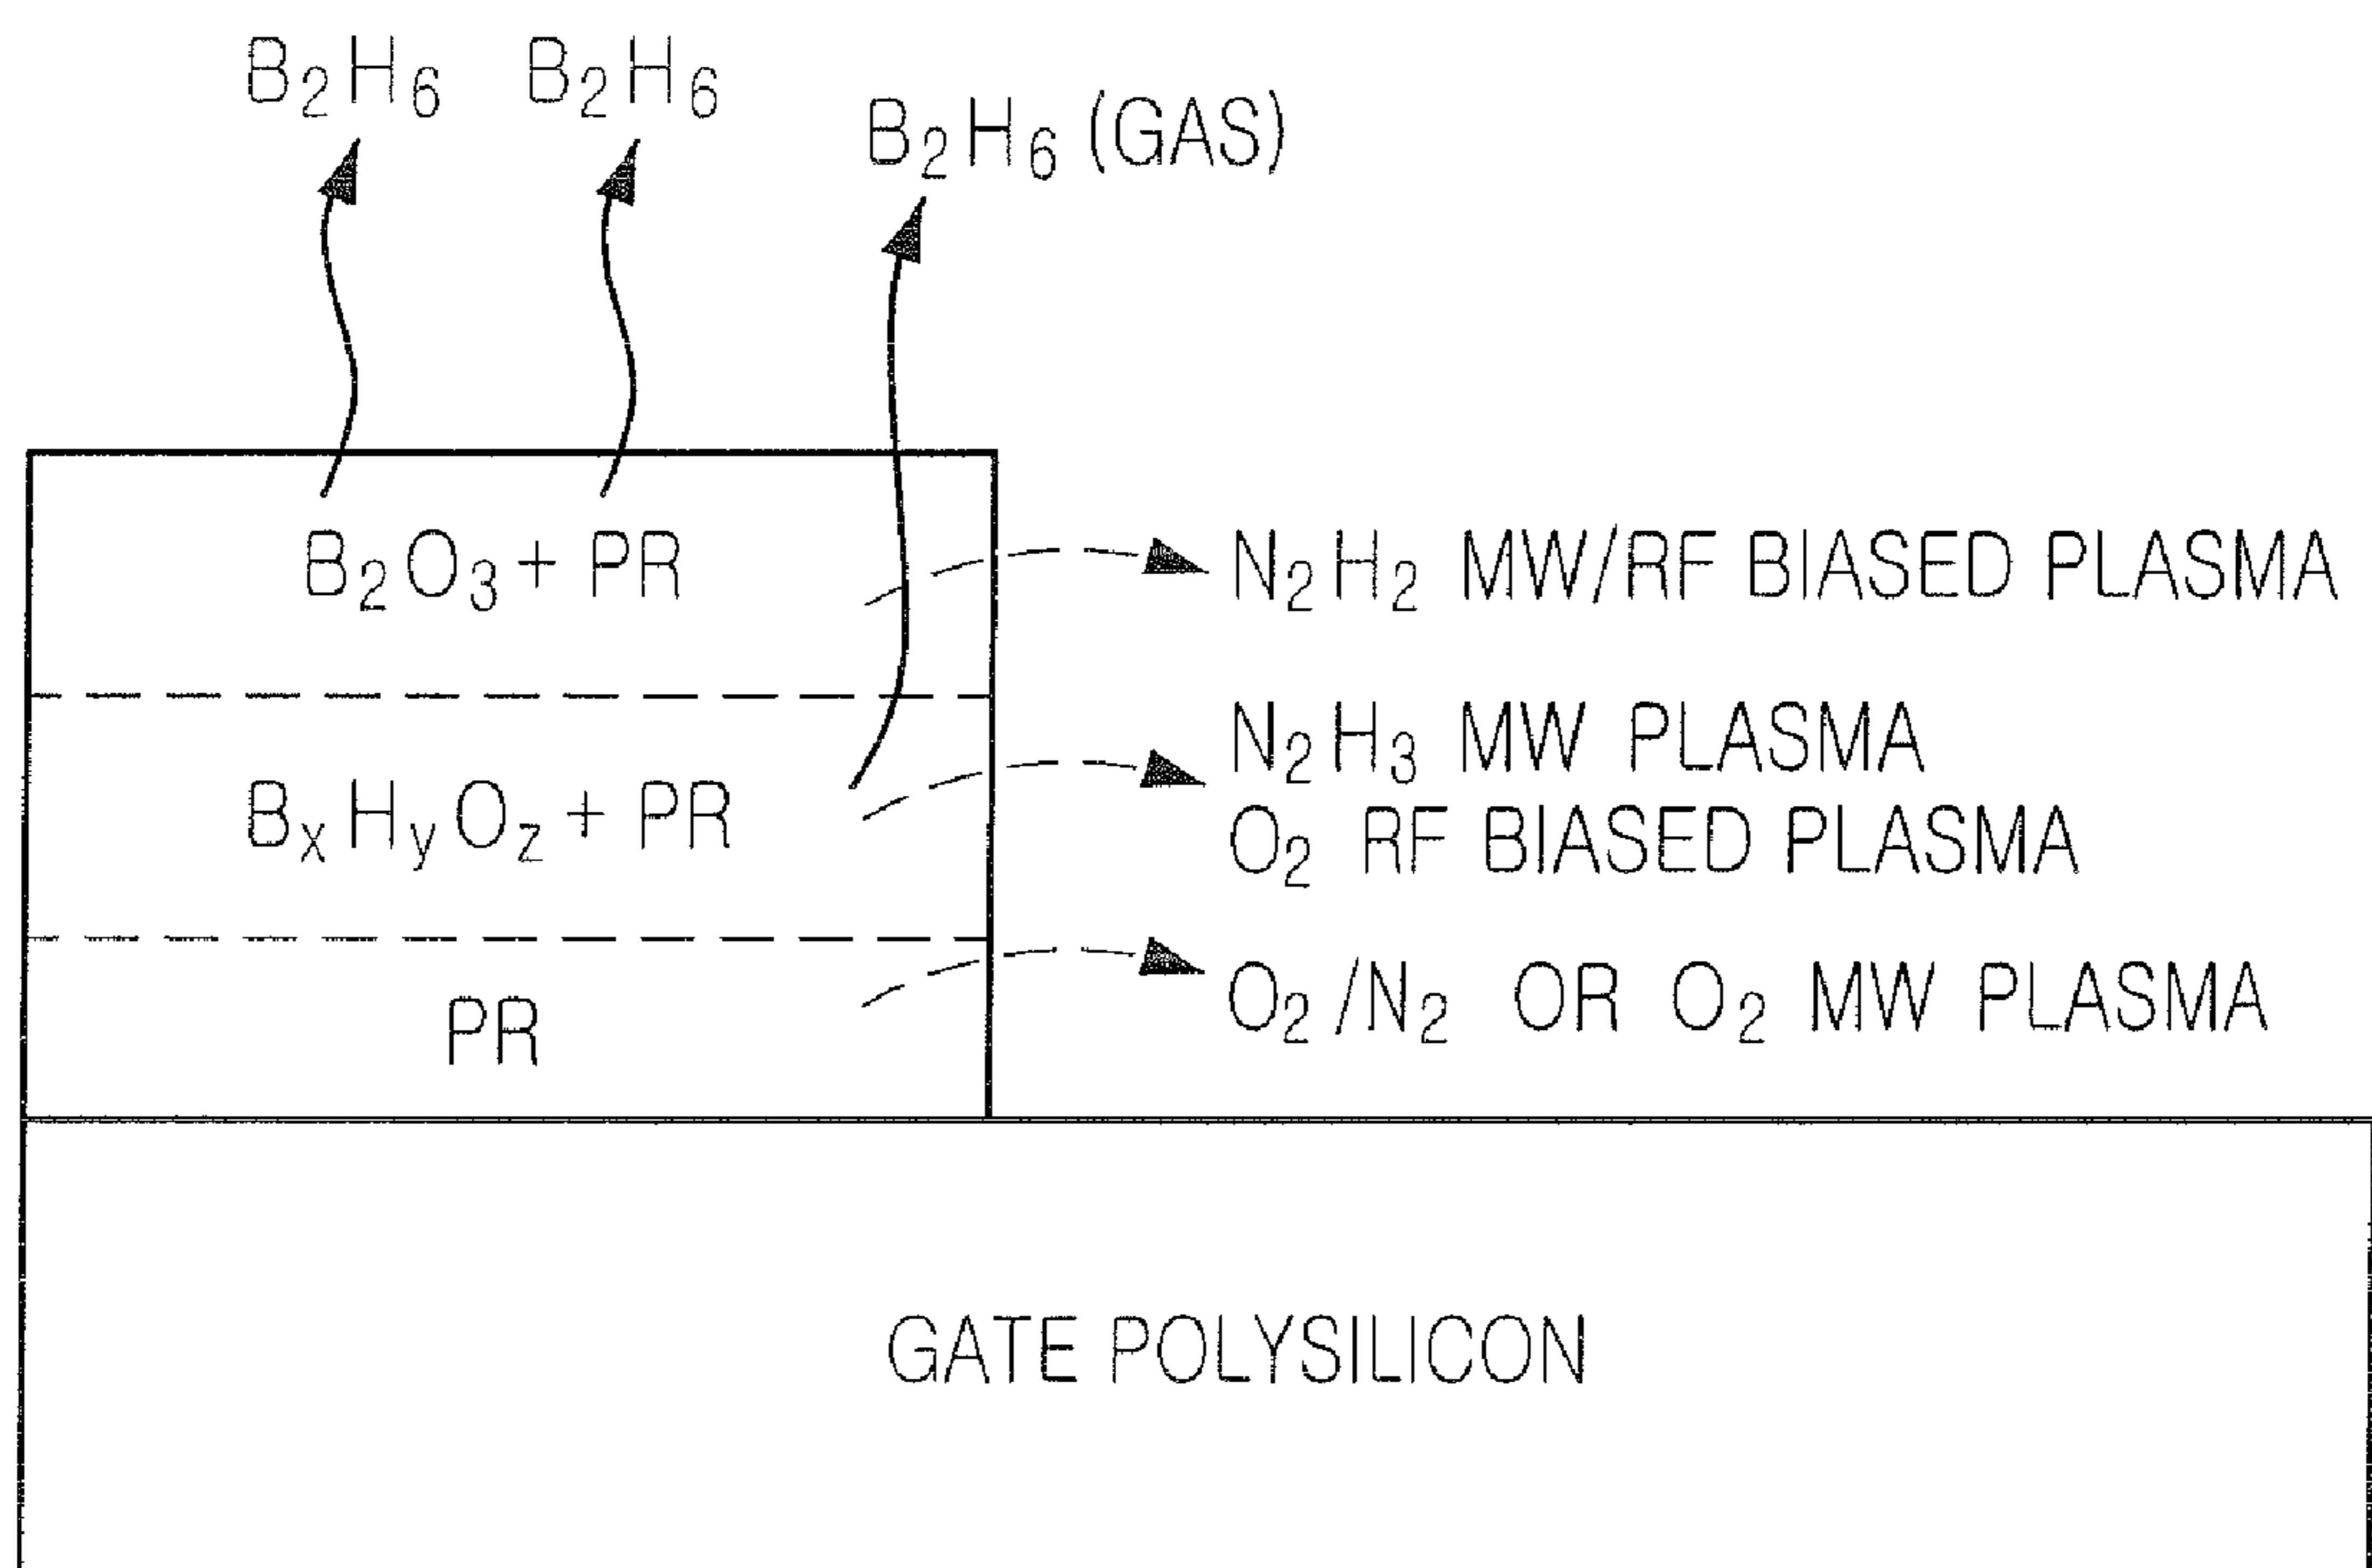 B₂H₆ B₂H₆
B₂H₆ (GAS)
B₂O₃ + PR
N₂H₂ MW/RF BIASED PLASMA
BₓHᵧO_z + PR
N₂H₃ MW PLASMA
O₂ RF BIASED PLASMA
PR
O₂/N₂ OR O₂ MW PLASMA
GATE POLYSILICON